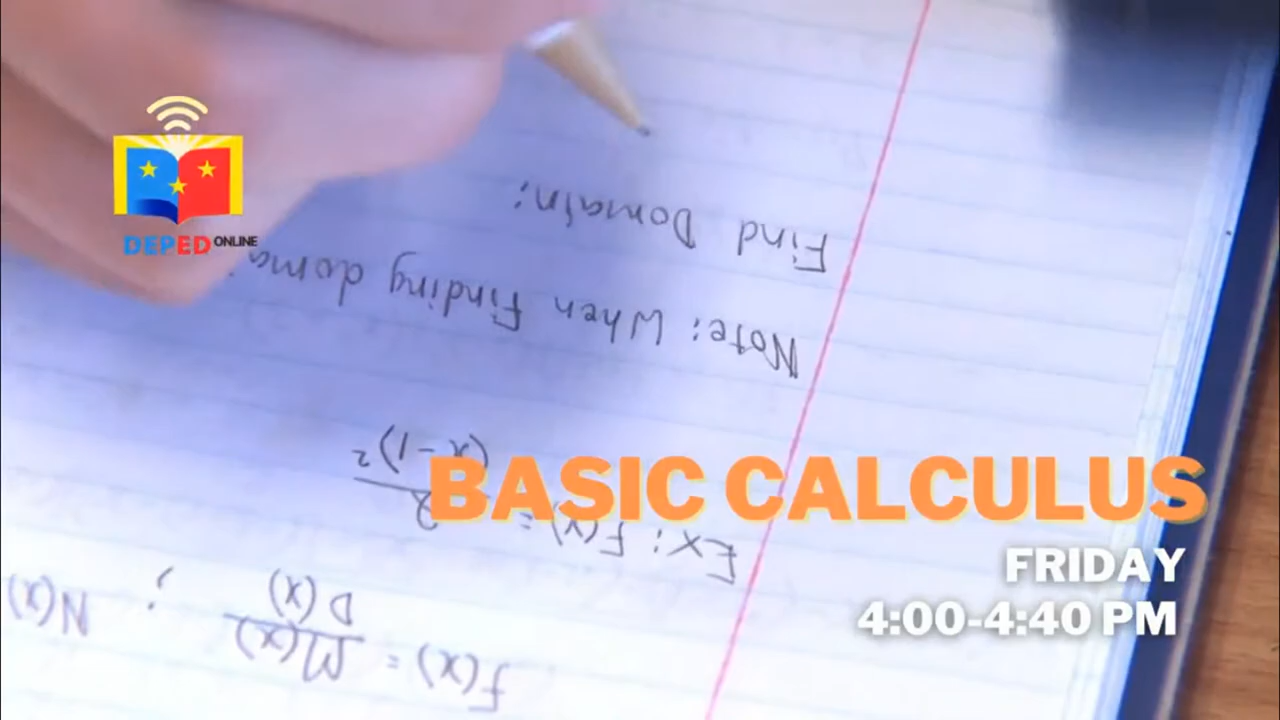 DEPED ONLINE
BASIC CALCULUS
FRIDAY
4:00-4:40 PM
f(x) = M(x)/D(x) ; N(x)
Ex: F(x) = 2/(x-1)²
Note: When Finding
Find Domain: